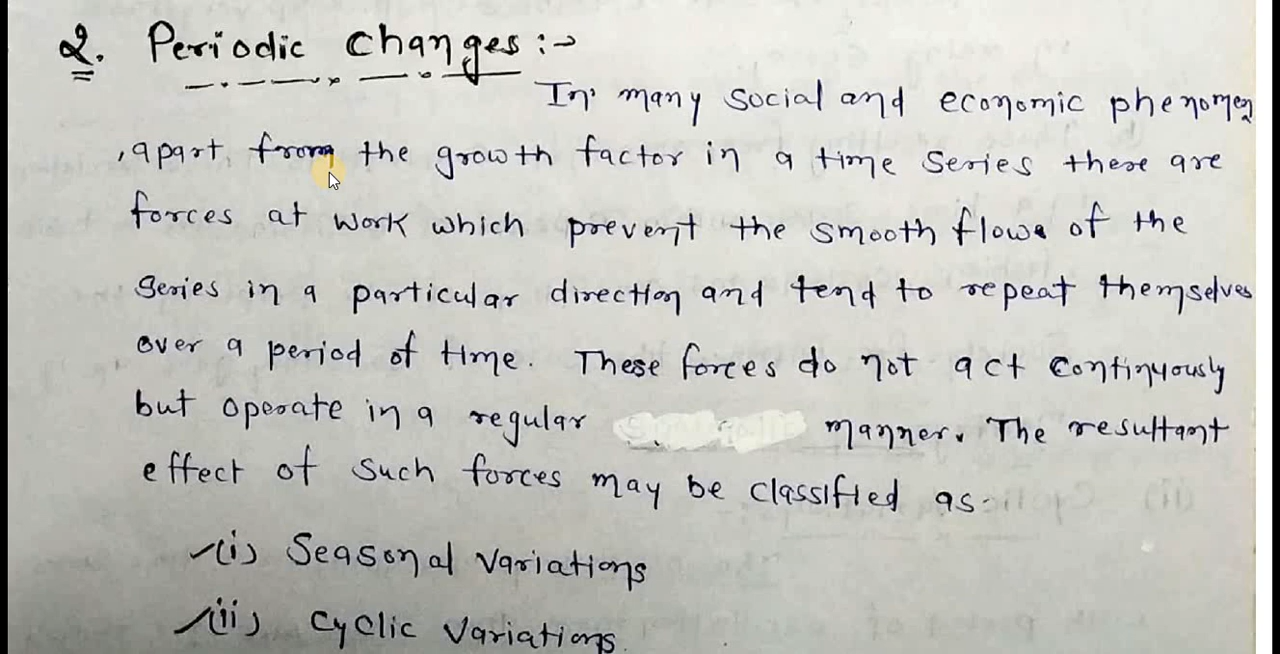 2. Periodic Changes :→
In many social and economic phenomen
, apart from the growth factor in a time series there are
forces at work which prevent the smooth flow of the
series in a particular direction and tend to repeat themselves
over a period of time. These forces do not act continuously
but operate in a regular manner. The resultant
effect of such forces may be classified as:-
(i) Seasonal Variations
(ii) Cyclic Variations